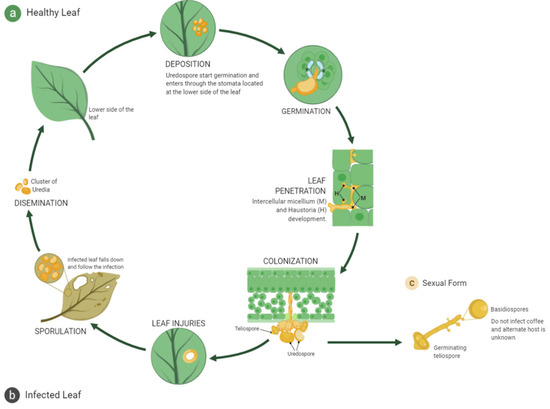 a Healthy Leaf
DEPOSITION
Uredospore start germination and
enters through the stomata located
at the lower side of the leaf
GERMINATION
Lower side of the
leaf
LEAF
PENETRATION
Intercellular micellium (M)
and Haustoria (H)
development.
H
M
Cluster of
Uredia
DISEMINATION
COLONIZATION
Infected leaf falls down
and follow the infection
SPORULATION
LEAF INJURIES
Teliospore
Uredospore
C Sexual Form
Basidiospores
Do not infect coffee
and alternate host is
unknown
Germinating
teliospore
b Infected Leaf